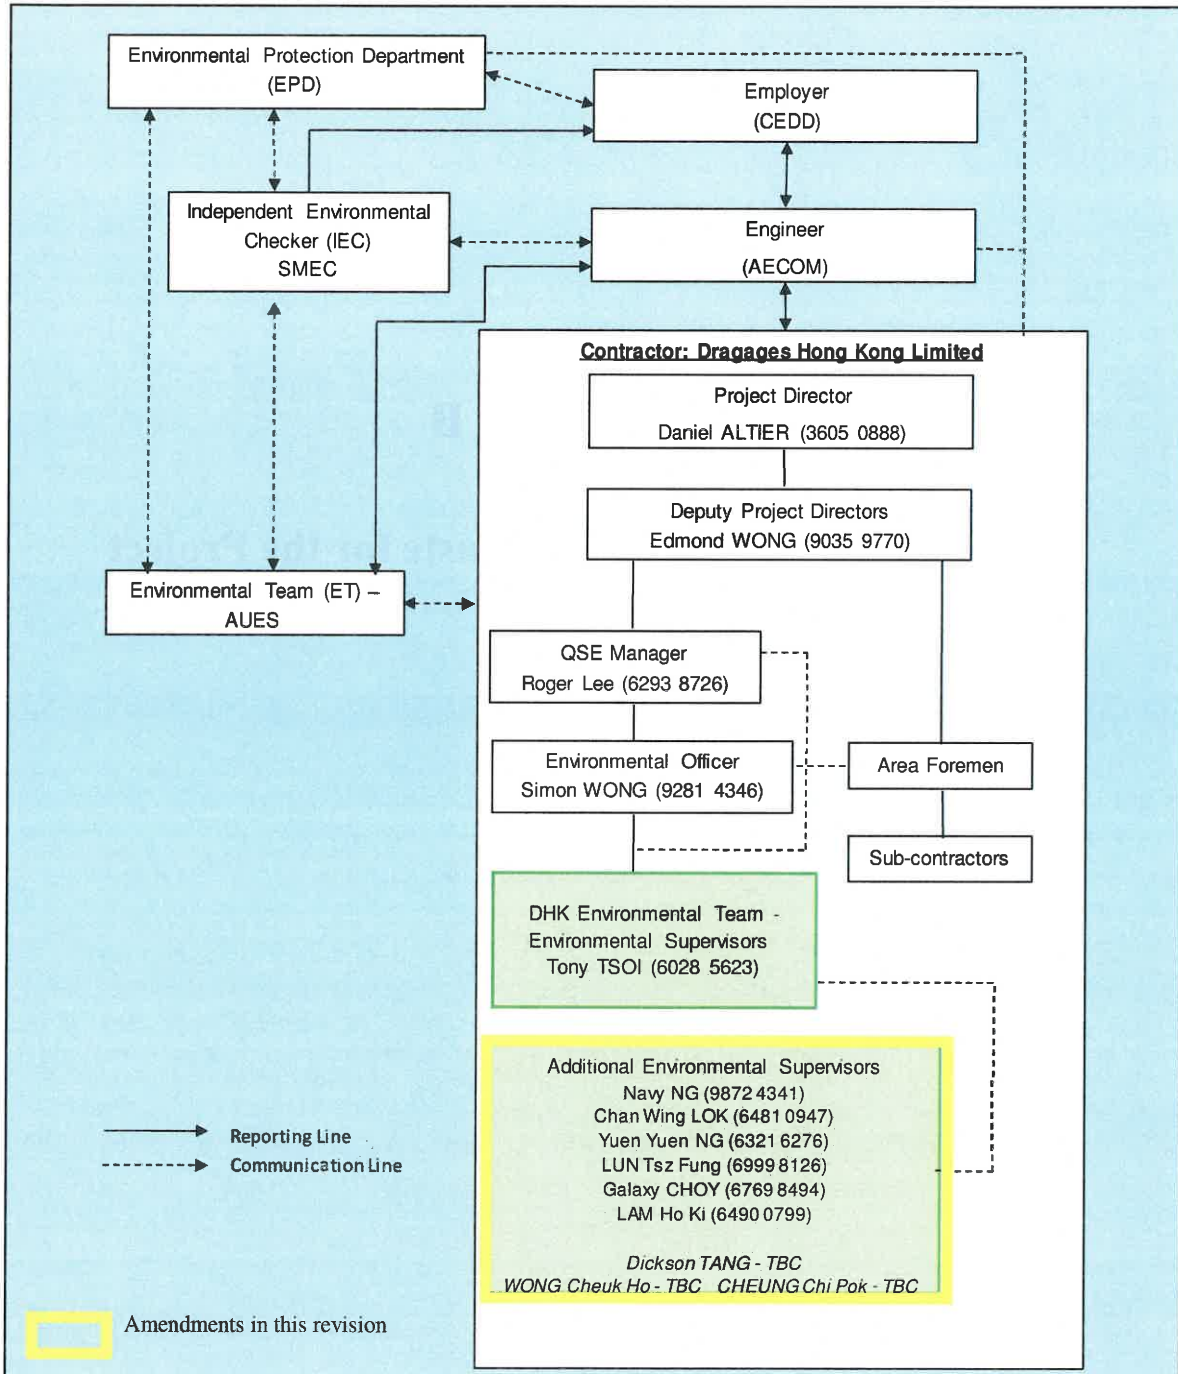 Environmental Protection Department
(EPD)
Employer
(CEDD)
Independent Environmental
Checker (IEC)
SMEC
Engineer
(AECOM)
Contractor: Dragages Hong Kong Limited
Project Director
Daniel ALTIER (3605 0888)
Deputy Project Directors
Edmond WONG (9035 9770)
Environmental Team (ET) –
AUES
QSE Manager
Roger Lee (6293 8726)
Environmental Officer
Simon WONG (9281 4346)
Area Foremen
Sub-contractors
DHK Environmental Team -
Environmental Supervisors
Tony TSOI (6028 5623)
Additional Environmental Supervisors
Navy NG (9872 4341)
Chan Wing LOK (6481 0947)
Yuen Yuen NG (6321 6276)
LUN Tsz Fung (6999 8126)
Galaxy CHOY (6769 8494)
LAM Ho Ki (6490 0799)
Dickson TANG - TBC
WONG Cheuk Ho - TBC CHEUNG Chi Pok - TBC
Reporting Line
Communication Line
Amendments in this revision